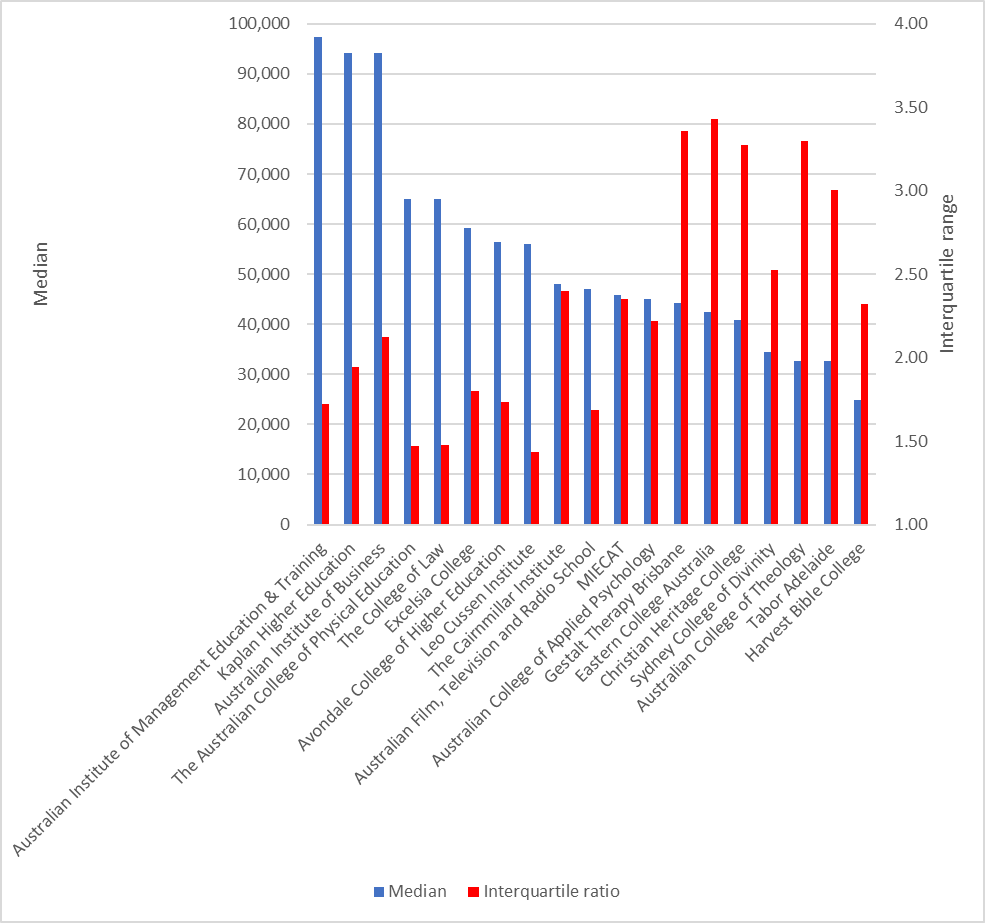 100,000
90,000
80,000
70,000
60,000
50,000
40,000
30,000
20,000
10,000
0
Median
4.00
3.50
3.00
2.50
2.00
1.50
1.00
Interquartile range
Australian Institute of Management Education & Training
Kaplan Higher Education
Australian Institute of Business
The Australian College of Physical Education
The College of Law
Excelsia College
Avondale College of Higher Education
Leo Cussen Institute
The Cairnmillar Institute
Australian Film, Television and Radio School
MIECAT
Australian College of Applied Psychology
Gestalt Therapy Brisbane
Eastern College Australia
Christian Heritage College
Sydney College of Divinity
Australian College of Theology
Tabor Adelaide
Harvest Bible College
Median
Interquartile ratio